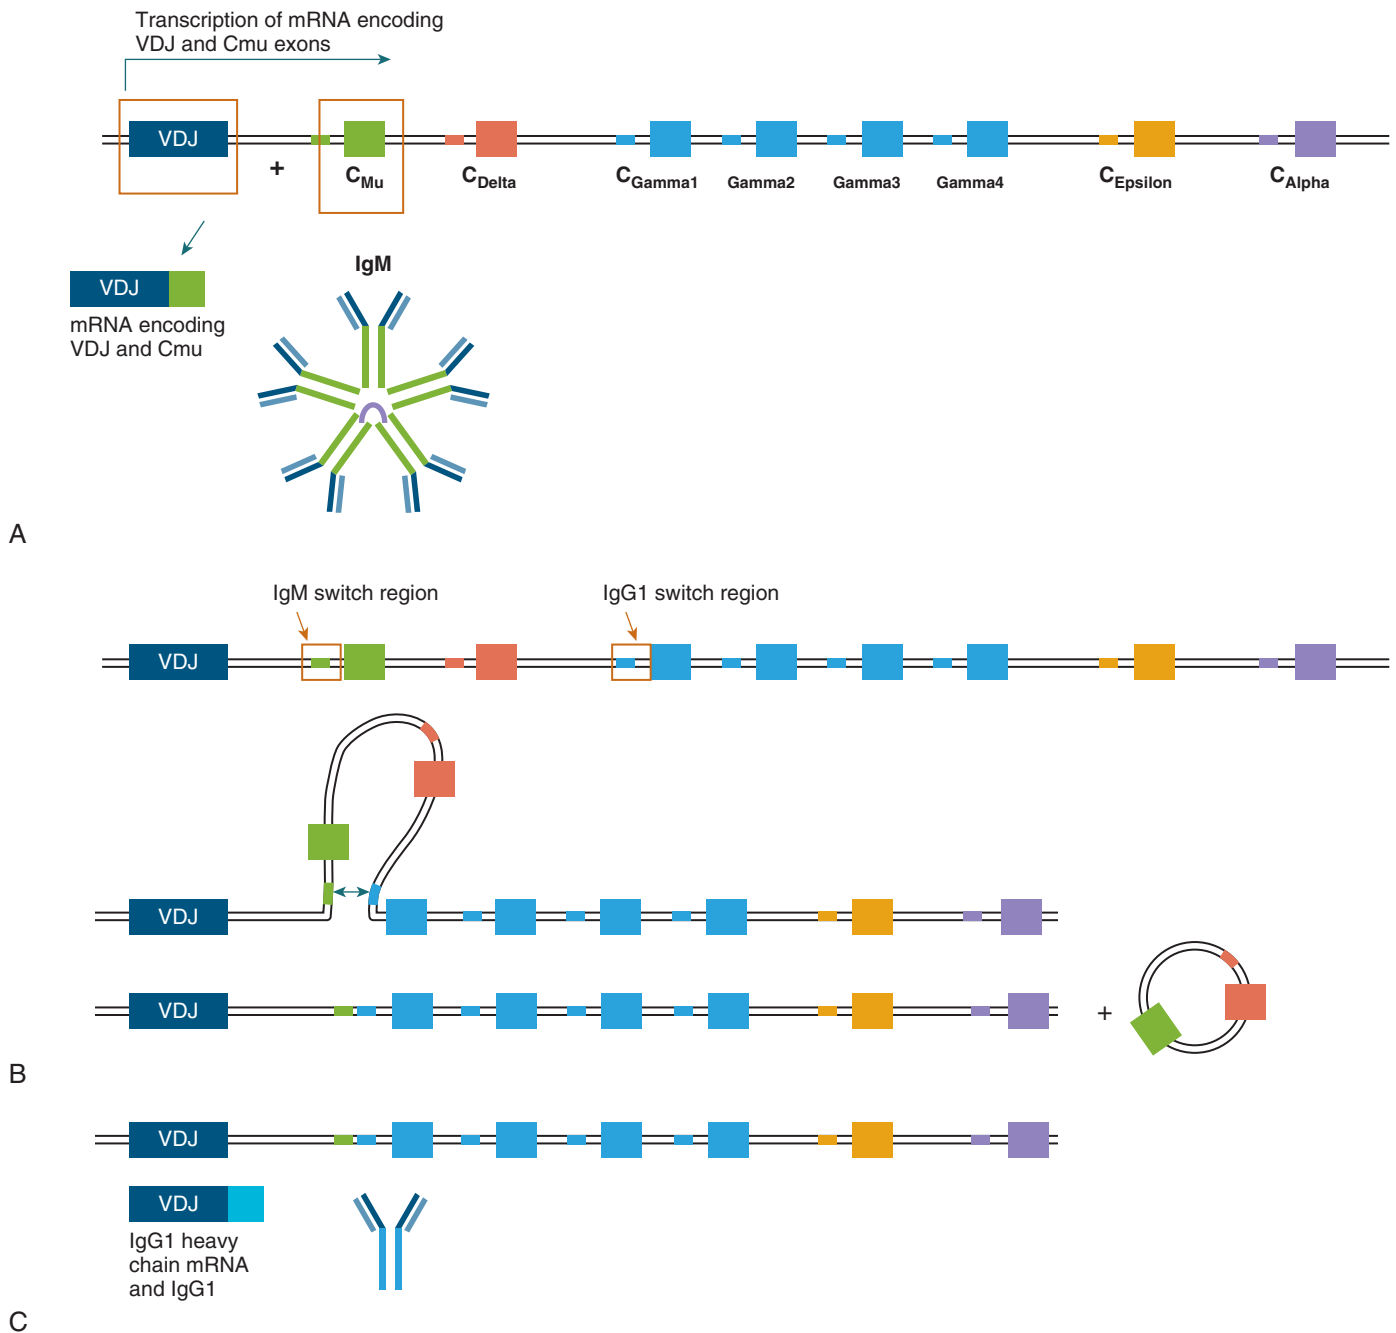 Transcription of mRNA encoding
VDJ and Cmu exons
VDJ
+
CMu
CDelta
CGamma1
Gamma2
Gamma3
Gamma4
CEpsilon
CAlpha
VDJ
mRNA encoding
VDJ and Cmu
IgM
A
IgM switch region
IgG1 switch region
VDJ
VDJ
VDJ
+
B
VDJ
VDJ
IgG1 heavy
chain mRNA
and IgG1
C